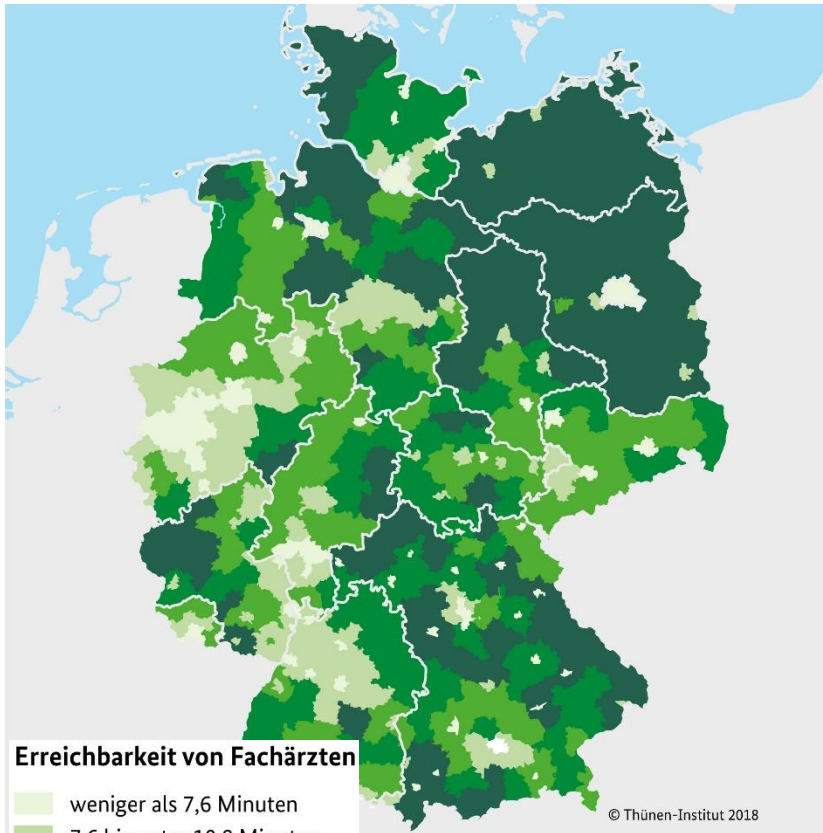 Erreichbarkeit von Fachärzten
weniger als 7,6 Minuten
© Thünen-Institut 2018